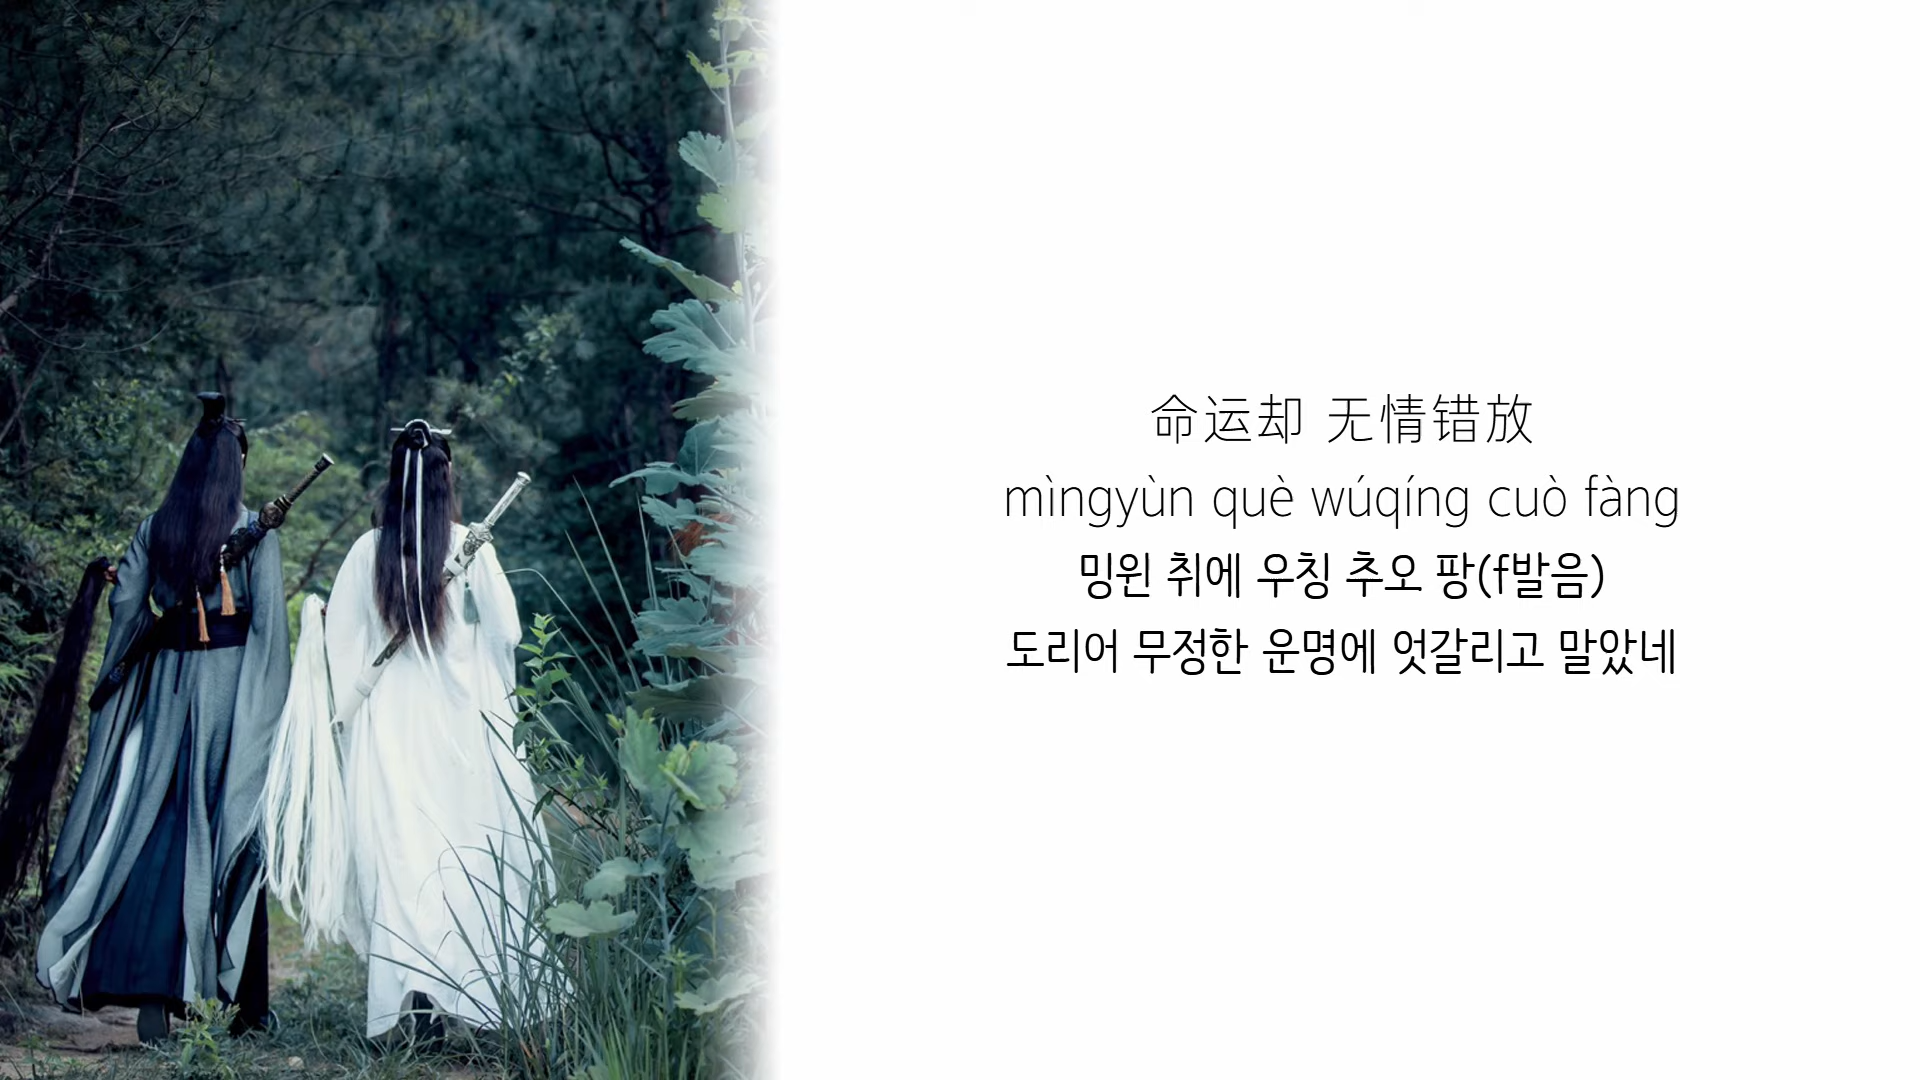 命运却 无情错放
mìngyùn què wúqíng cuò fàng
밍윈 취에 우칭 추오 팡(f발음)
도리어 무정한 운명에 엇갈리고 말았네